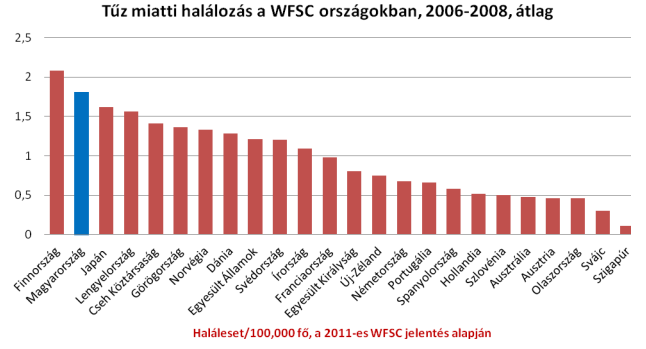 Tűz miatti halálozás a WFSC országokban, 2006-2008, átlag
2,5
2
1,5
1
0,5
0
Finnország
Magyarország
Japán
Lengyelország
Cseh Köztársaság
Görögország
Norvégia
Dánia
Egyesült Államok
Svédország
Írország
Franciaország
Egyesült Királyság
Új-Zéland
Németország
Portugália
Spanyolország
Hollandia
Szlovénia
Ausztrália
Ausztria
Olaszország
Svájc
Szigapúr
Haláleset/100,000 fő, a 2011-es WFSC jelentés alapján